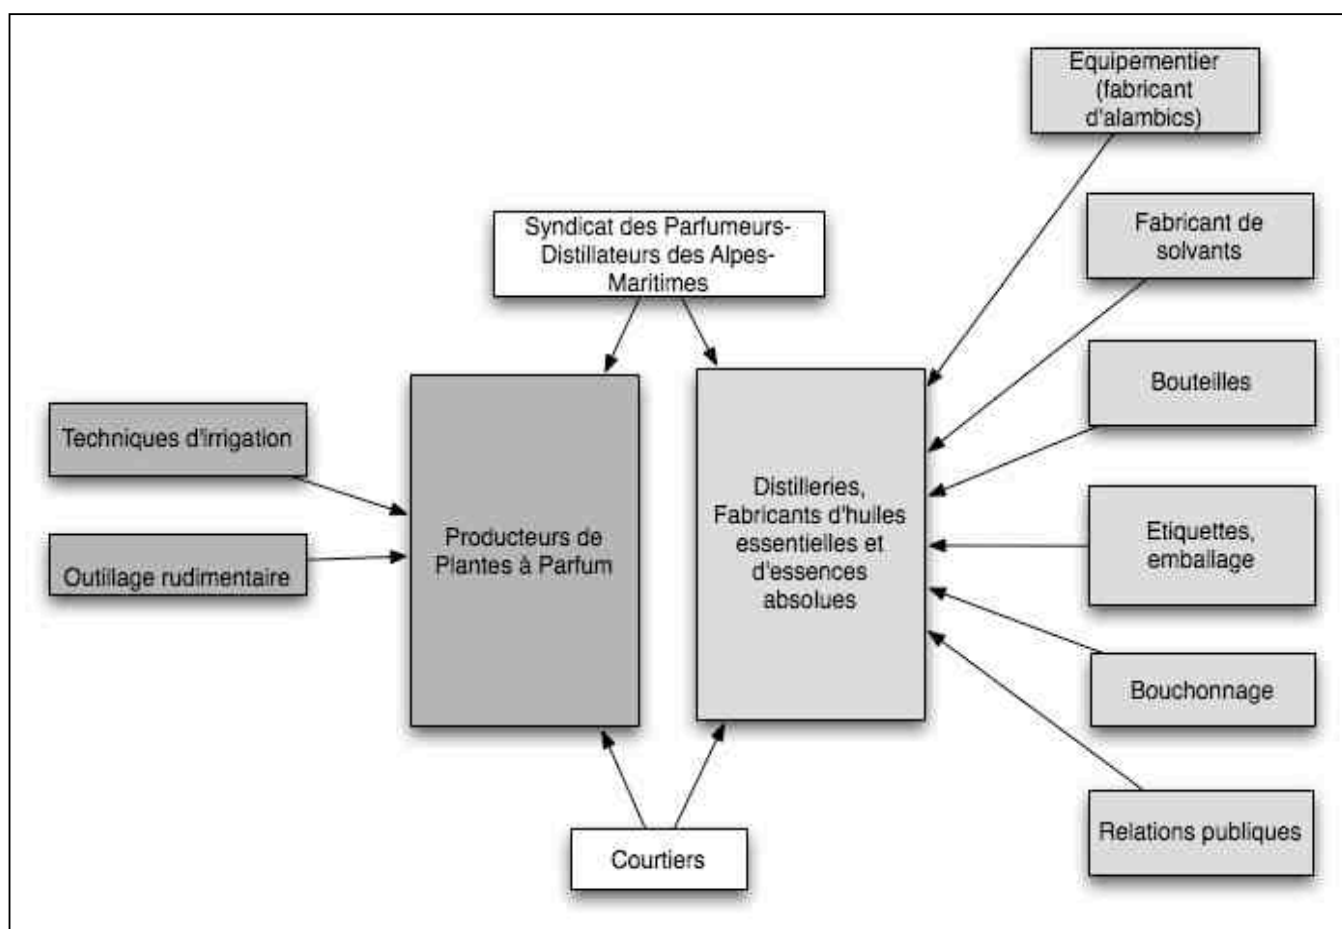 Equipementier
(fabricant
d'alambics)
Syndicat des Parfumeurs-
Distillateurs des Alpes-
Maritimes
Fabricant de
solvants
Bouteilles
Techniques d'irrigation
Outillage rudimentaire
Producteurs de
Plantes à Parfum
Distilleries,
Fabricants d'huiles
essentielles et
d'essences
absolues
Etiquettes,
emballage
Bouchonnage
Relations publiques
Courtiers